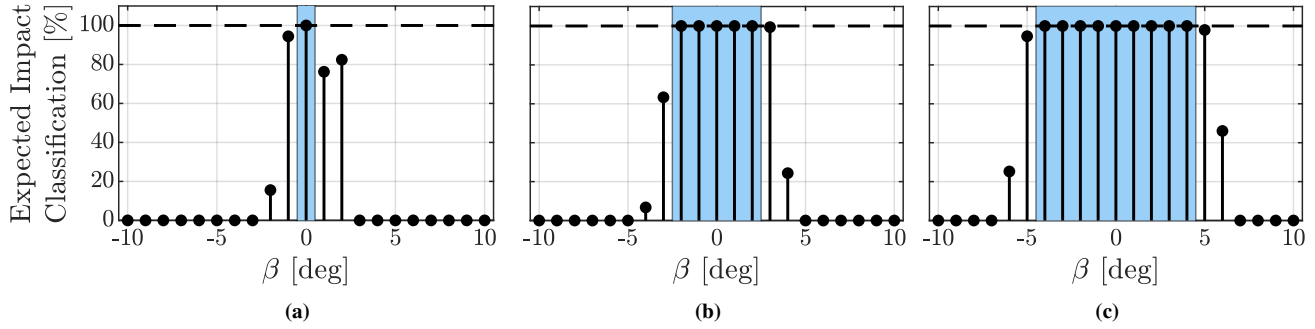 Expected Impact
Classification [%]
100
80
60
40
20
0
-10 -5 0 5 10
β [deg]
(a)
-10 -5 0 5 10
β [deg]
(b)
-10 -5 0 5 10
β [deg]
(c)